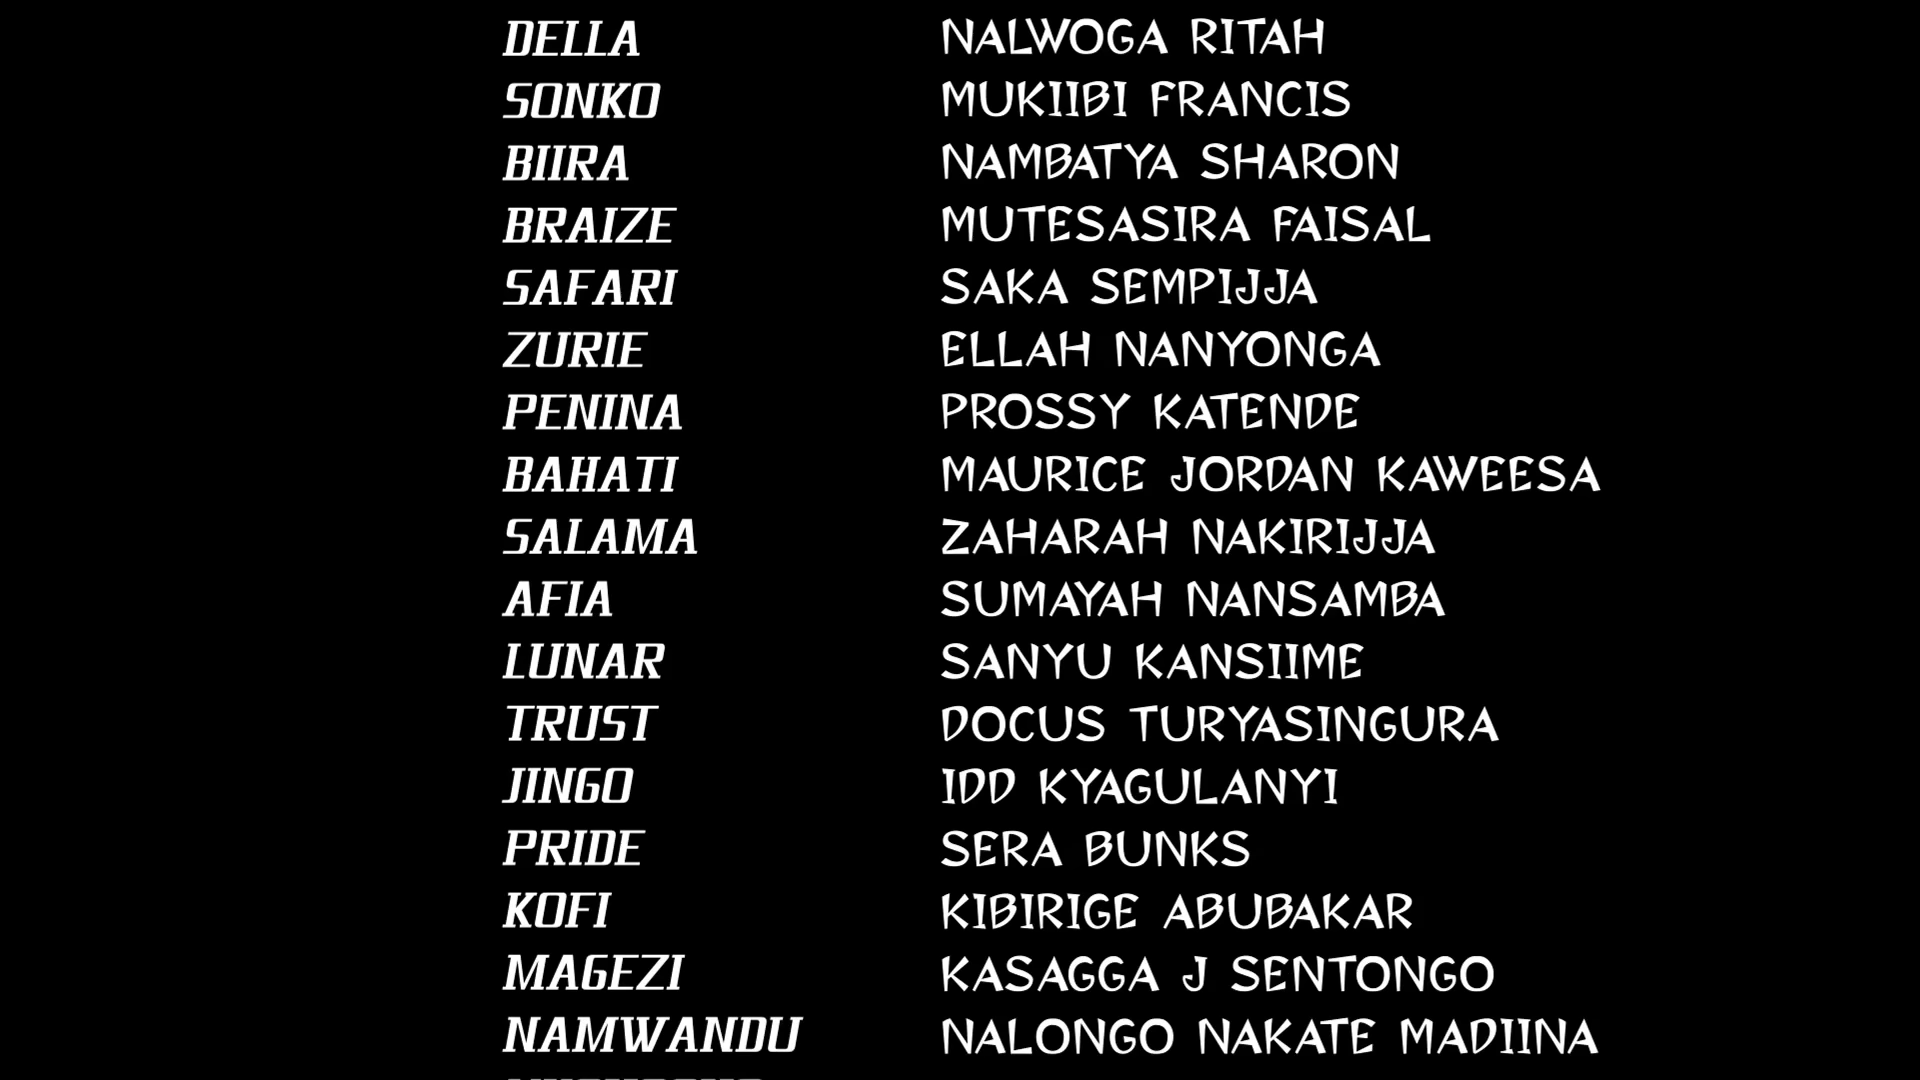 DELLA NALWOGA RITAH
SONKO MUKIIBI FRANCIS
BIIRA NAMBATYA SHARON
BRAIZE MUTESASIRA FAISAL
SAFARI SAKA SEMPIJJA
ZURIE ELLAH NANYONGA
PENINA PROSSY KATENDE
BAHATI MAURICE JORDAN KAWEESA
SALAMA ZAHARAH NAKIRIJJA
AFIA SUMAYAH NANSAMBA
LUNAR SANYU KANSIIME
TRUST DOCUS TURYASINGURA
JINGO IDD KYAGULANYI
PRIDE SERA BUNKS
KOFI KIBIRIGE ABUBAKAR
MAGEZI KASAGGA J SENTONGO
NAMWANDU NALONGO NAKATE MADIINA